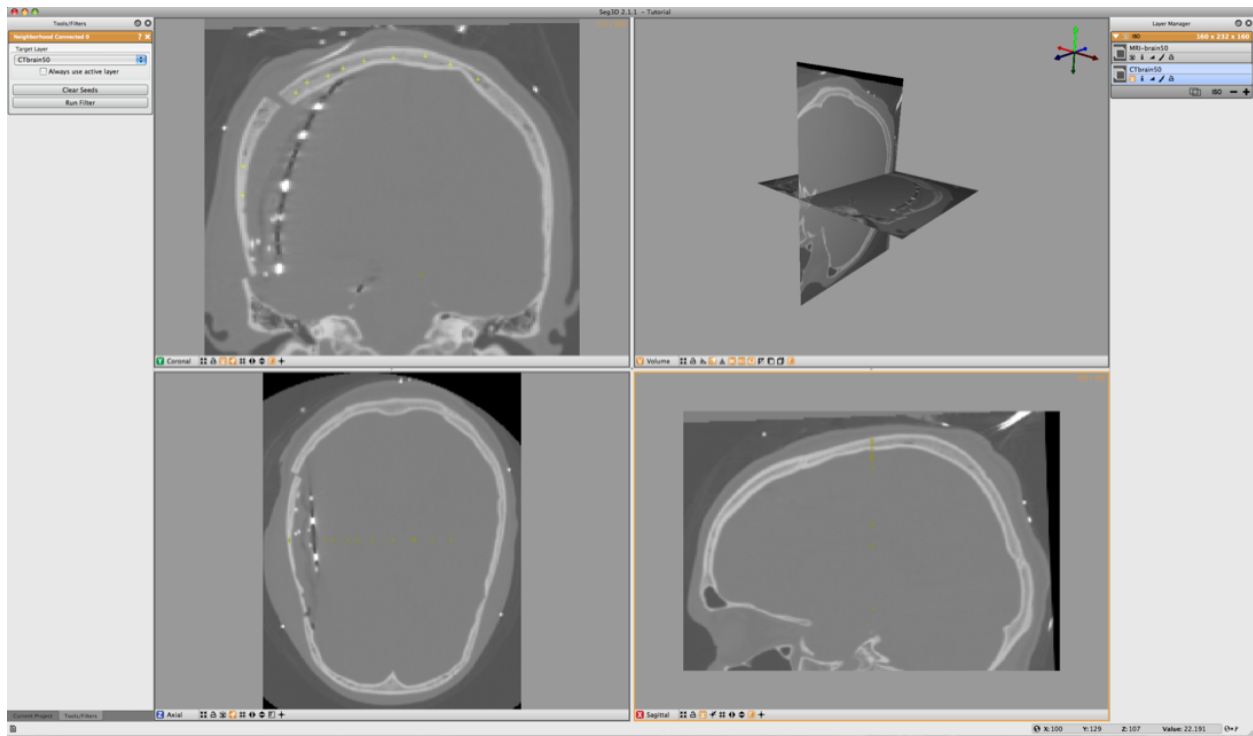 Seg3D 2.1.1 - Tutorial
Tools/Filters
Neighborhood Connected 0
Target Layer
CTbrain50
Always use active layer
Clear Seeds
Run Filter
Layer Manager
ISO 160 x 232 x 160
MRI-brain50
CTbrain50
ISO
Y Coronal
V Volume
Z Axial
X Sagittal
Current Project Tools/Filters
X:100 Y:129 Z:107 Value: 22.191